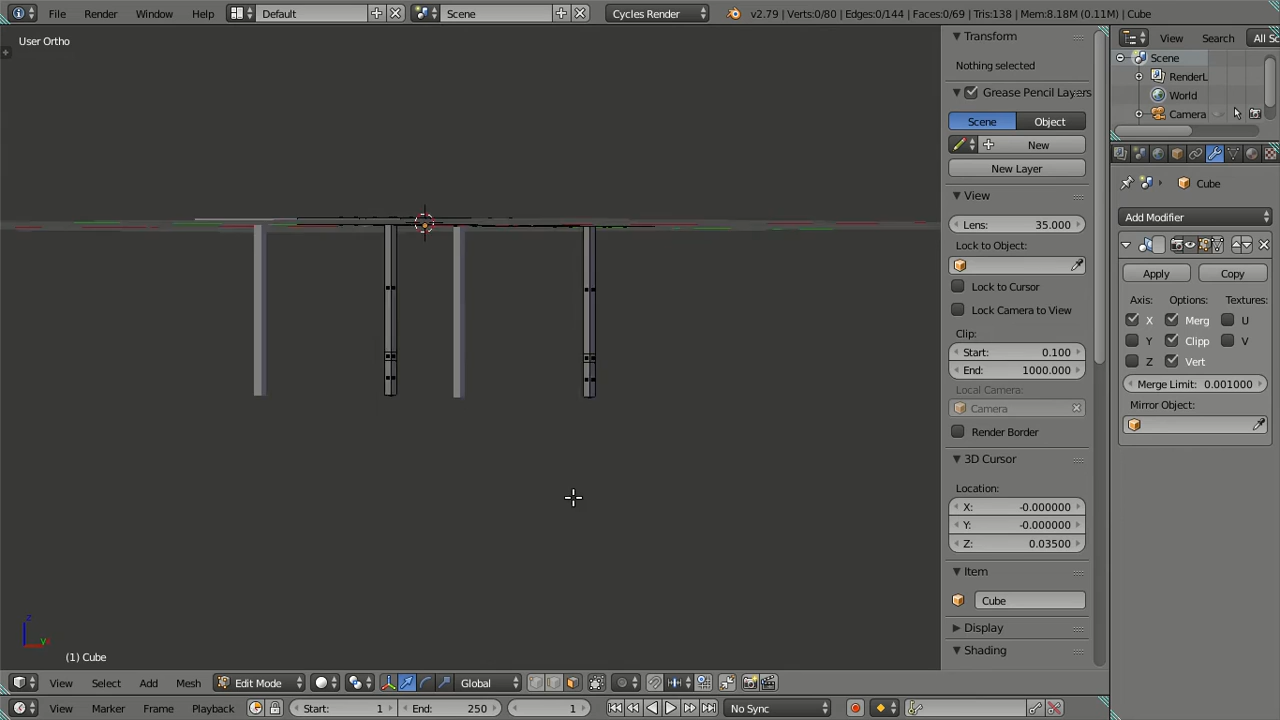 File Render Window Help Default Scene Cycles Render v2.79 | Verts:0/80 | Edges:0/144 | Faces:0/69 | Tris:138 | Mem:8.18M (0.11M) | Cube
User Ortho
Transform
Nothing selected
Grease Pencil Layers
Scene Object
New
New Layer
View
Lens: 35.000
Lock to Object:
Lock to Cursor
Lock Camera to View
Clip:
Start: 0.100
End: 1000.000
Local Camera:
Camera
Render Border
3D Cursor
Location:
X: -0.000000
Y: -0.000000
Z: 0.03500
Item
Cube
Display
Shading
View Search All Sc
Scene
RenderL
World
Camera
Cube
Add Modifier
Apply Copy
Axis: Options: Textures:
X Merg U
Y Clipp V
Z Vert
Merge Limit: 0.001000
Mirror Object:
z
y
(1) Cube
View Select Add Mesh Edit Mode Global
View Marker Frame Playback Start: 1 End: 250 1 No Sync